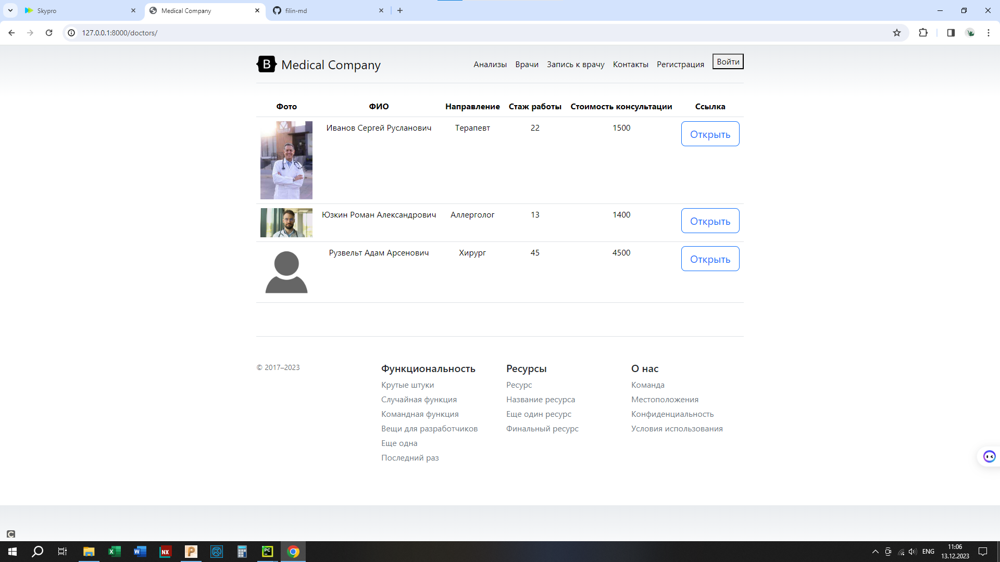 Skypro
Medical Company
filin-md
127.0.0.1:8000/doctors/
B Medical Company
Анализы Врачи Запись к врачу Контакты Регистрация Войти
Фото ФИО Направление Стаж работы Стоимость консультации Ссылка
Иванов Сергей Русланович Терапевт 22 1500 Открыть
Юзкин Роман Александрович Аллерголог 13 1400 Открыть
Рузвельт Адам Арсенович Хирург 45 4500 Открыть
© 2017–2023
Функциональность
Крутые штуки
Случайная функция
Командная функция
Вещи для разработчиков
Еще одна
Последний раз
Ресурсы
Ресурс
Название ресурса
Еще один ресурс
Финальный ресурс
О нас
Команда
Местоположения
Конфиденциальность
Условия использования
C
NX
P
PC
ENG
11:06
13.12.2023